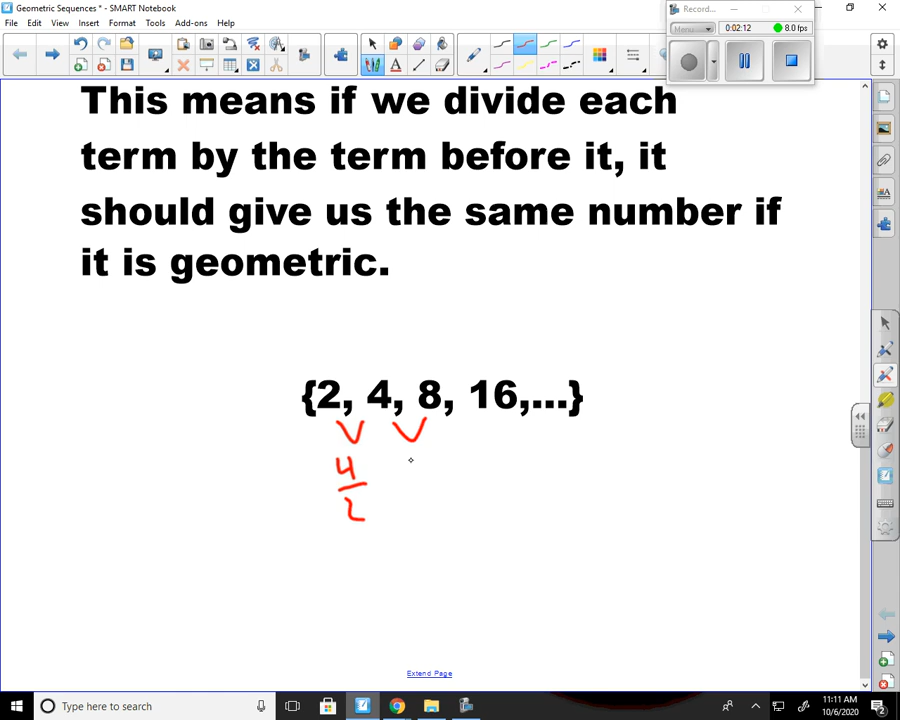 Geometric Sequences * - SMART Notebook
Record...
File Edit View Insert Format Tools Add-ons Help
Menu
0:02:12
8.0 fps
This means if we divide each
term by the term before it, it
should give us the same number if
it is geometric.
{2, 4, 8, 16,...}
4
2
Extend Page
Type here to search
11:11 AM
10/6/2020
2